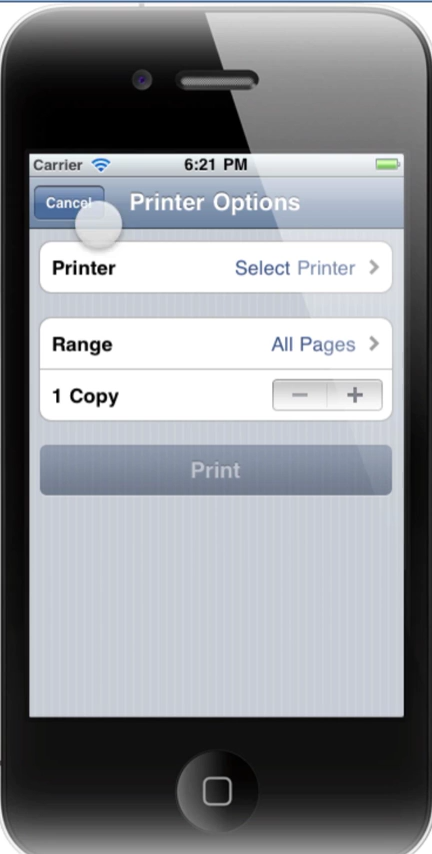 Carrier 6:21 PM
Cancel Printer Options
Printer Select Printer
Range All Pages
1 Copy − +
Print